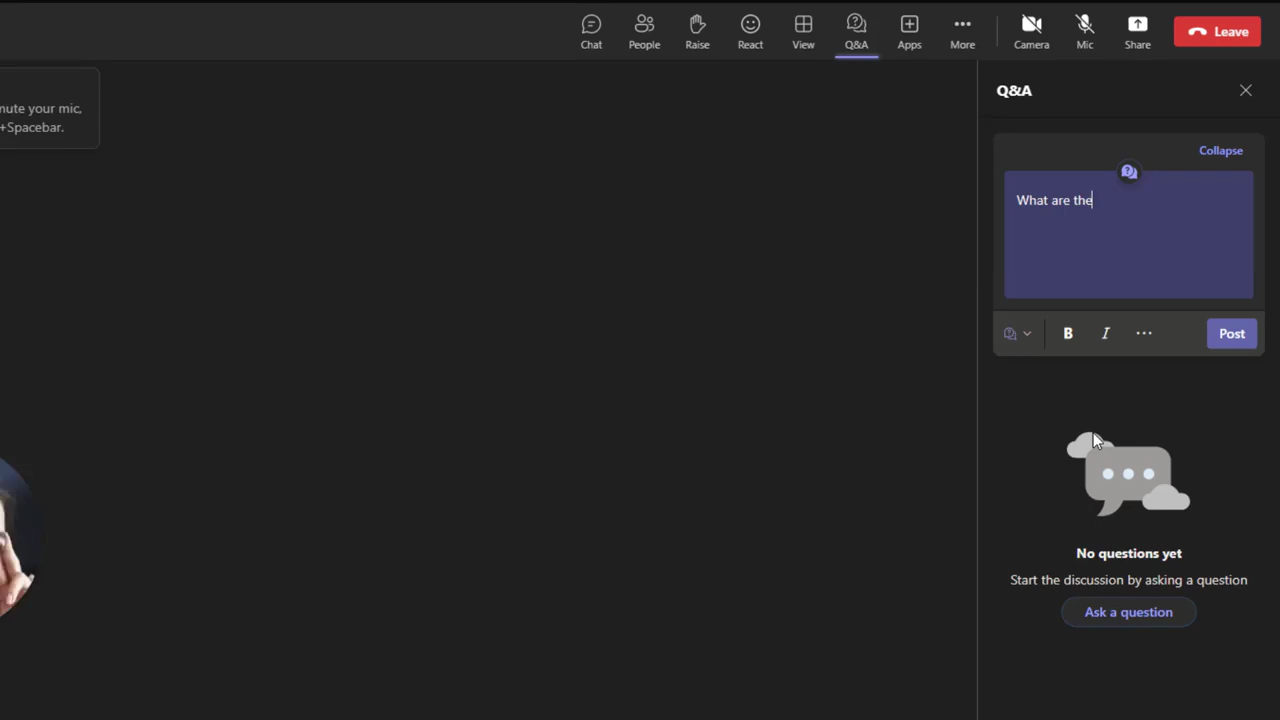 Chat People Raise React View Q&A Apps More Camera Mic Share Leave
mute your mic,
+Spacebar.
Q&A
Collapse
What are the
B I Post
No questions yet
Start the discussion by asking a question
Ask a question